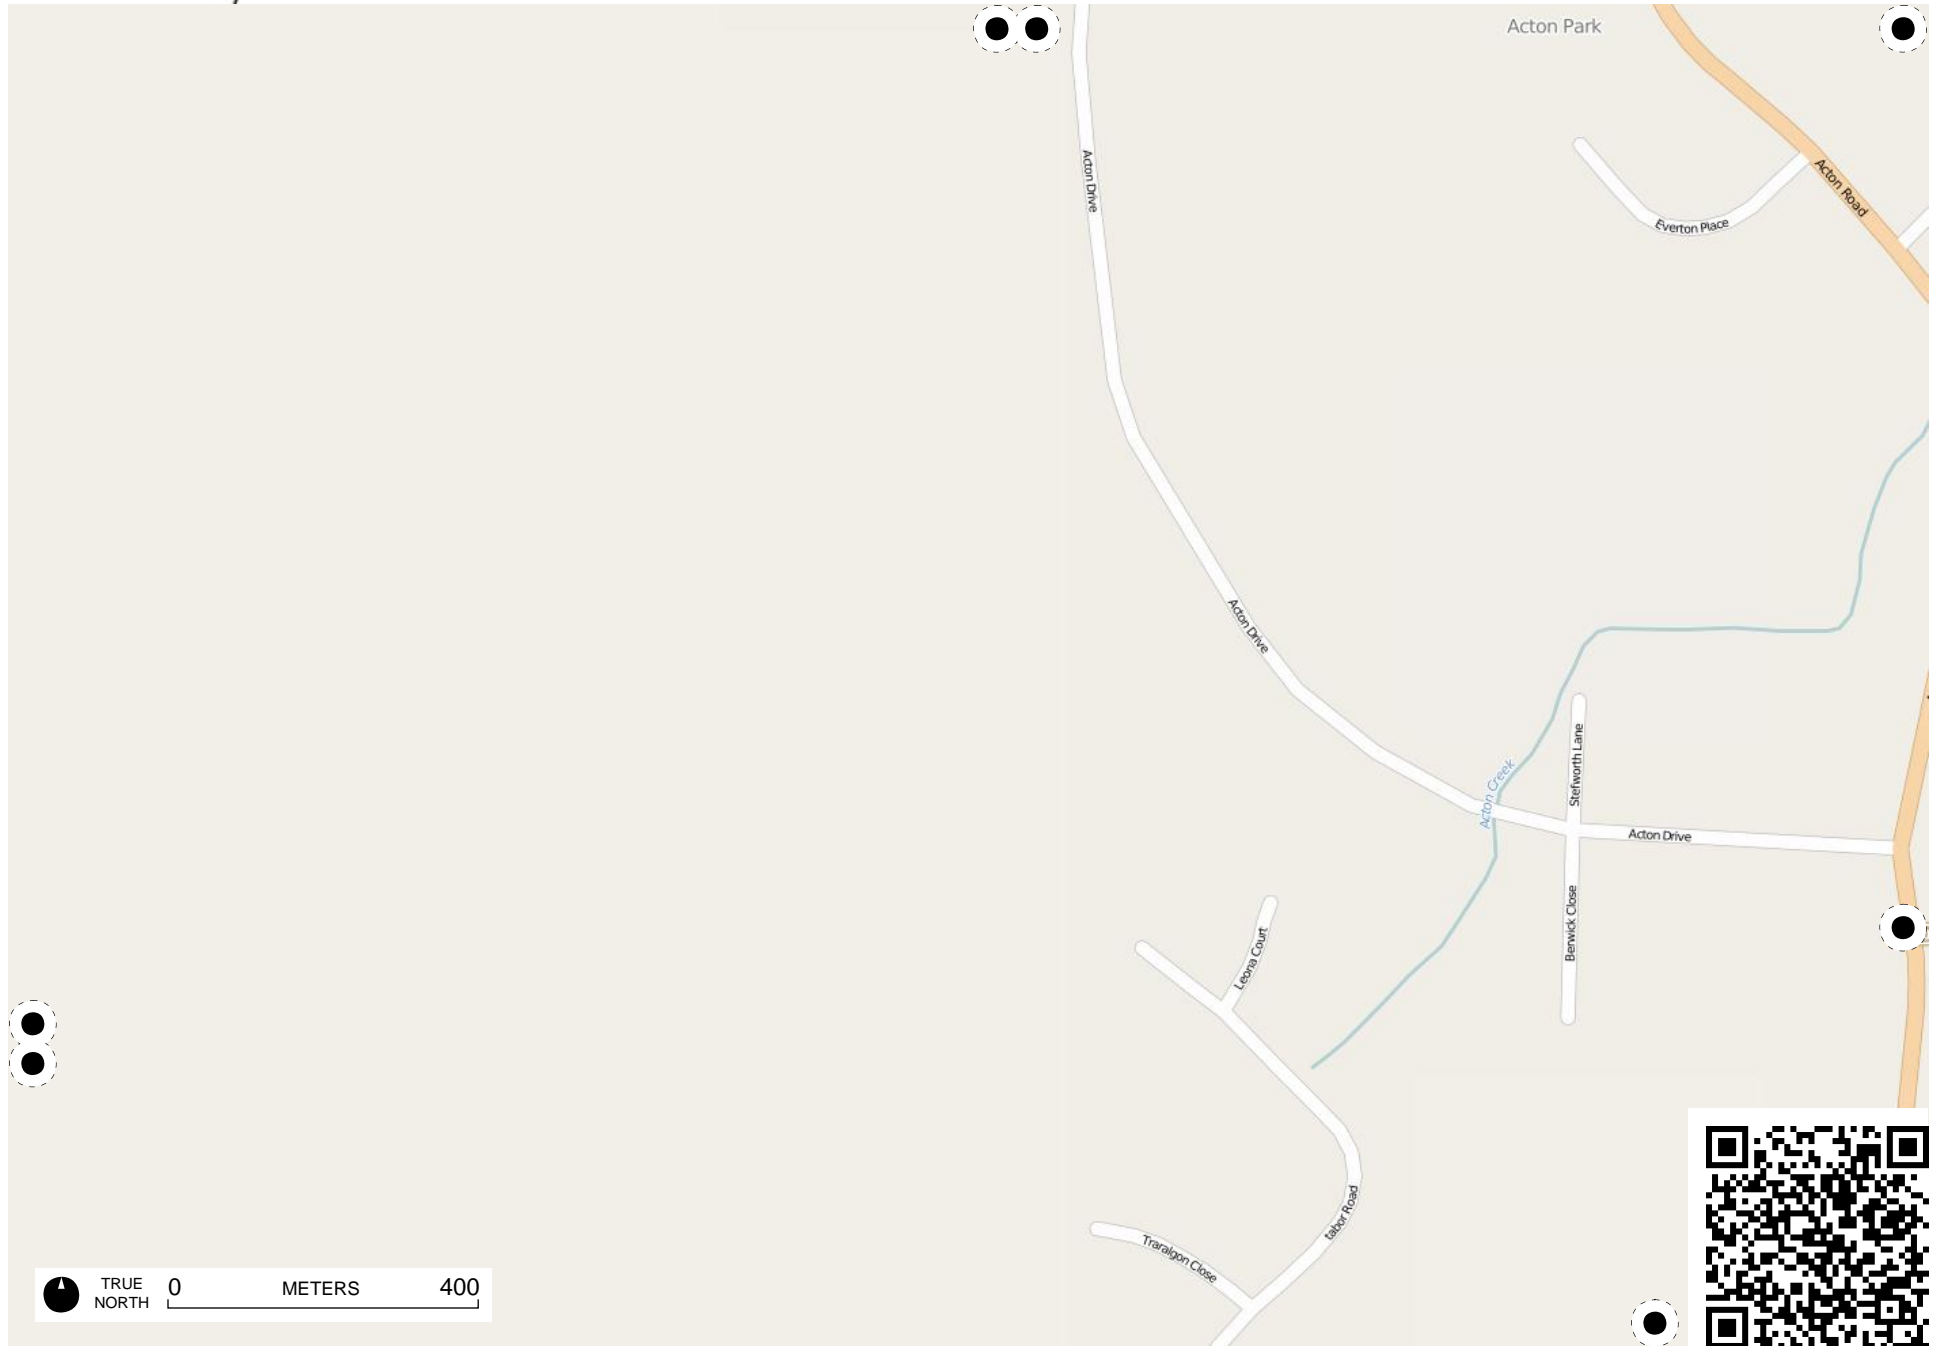 Acton Park
Acton Drive
Acton Road
Everton Place
Acton Drive
Stefworth Lane
Acton Creek
Acton Drive
Berwick Close
Leona Court
tabor Road
Traralgon Close
TRUE
NORTH
0 METERS 400